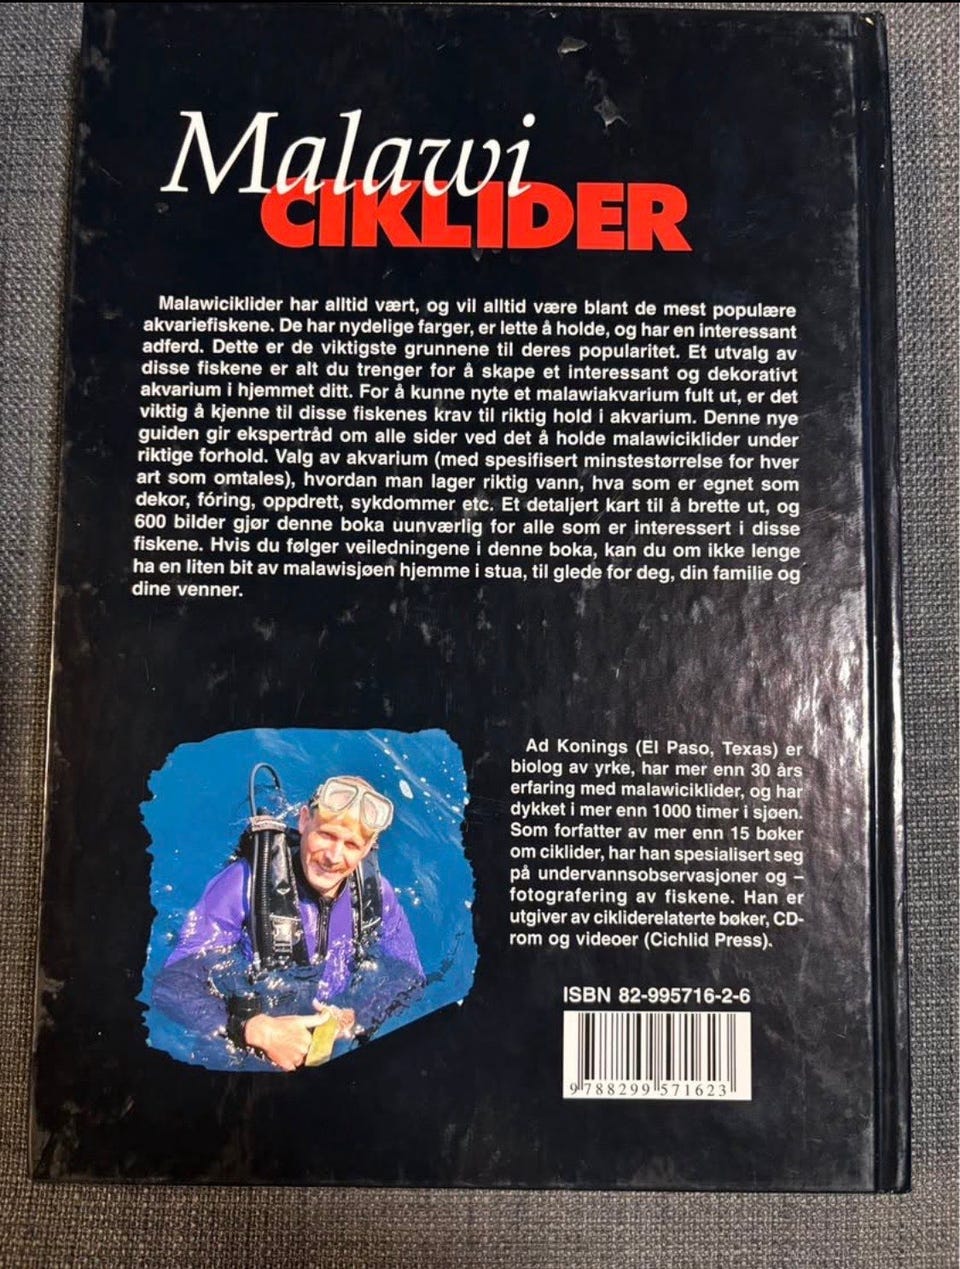 Malawi
CIKLIDER
Malawiciklider har alltid vært, og vil alltid være blant de mest populære
akvariefiskene. De har nydelige farger, er lette å holde, og har en interessant
adferd. Dette er de viktigste grunnene til deres popularitet. Et utvalg av
disse fiskene er alt du trenger for å skape et interessant og dekorativt
akvarium i hjemmet ditt. For å kunne nyte et malawiakvarium fult ut, er det
viktig å kjenne til disse fiskenes krav til riktig hold i akvarium. Denne nye
guiden gir ekspertråd om alle sider ved det å holde malawiciklider under
riktige forhold. Valg av akvarium (med spesifisert minstestørrelse for hver
art som omtales), hvordan man lager riktig vann, hva som er egnet som
dekor, fóring, oppdrett, sykdommer etc. Et detaljert kart til å brette ut, og
600 bilder gjør denne boka uunværlig for alle som er interessert i disse
fiskene. Hvis du følger veiledningene i denne boka, kan du om ikke lenge
ha en liten bit av malawisjøen hjemme i stua, til glede for deg, din familie og
dine venner.
Ad Konings (El Paso, Texas) er
biolog av yrke, har mer enn 30 års
erfaring med malawiciklider, og har
dykket i mer enn 1000 timer i sjøen.
Som forfatter av mer enn 15 bøker
om ciklider, har han spesialisert seg
på undervannsobservasjoner og –
fotografering av fiskene. Han er
utgiver av cikliderelaterte bøker, CD-
rom og videoer (Cichlid Press).
ISBN 82-995716-2-6
9 788299 571623